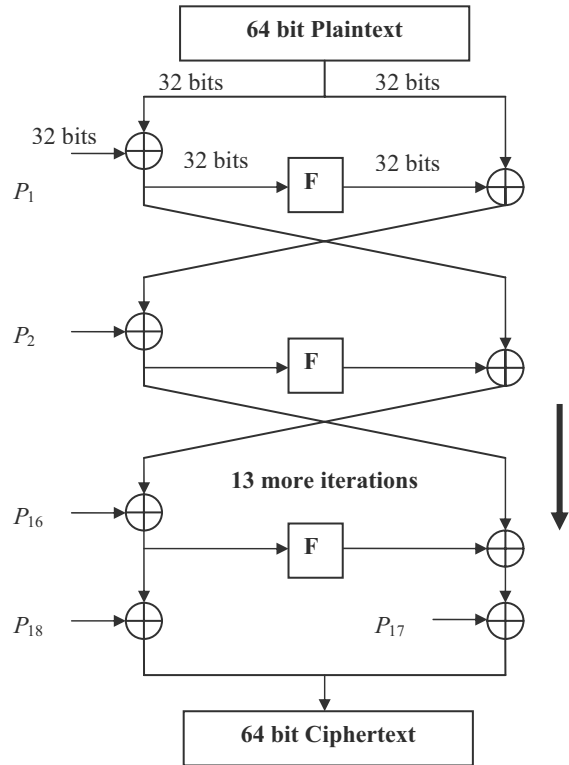 64 bit Plaintext
32 bits 32 bits
32 bits
32 bits F 32 bits
P1
P2
F
13 more iterations
P16
F
P18 P17
64 bit Ciphertext